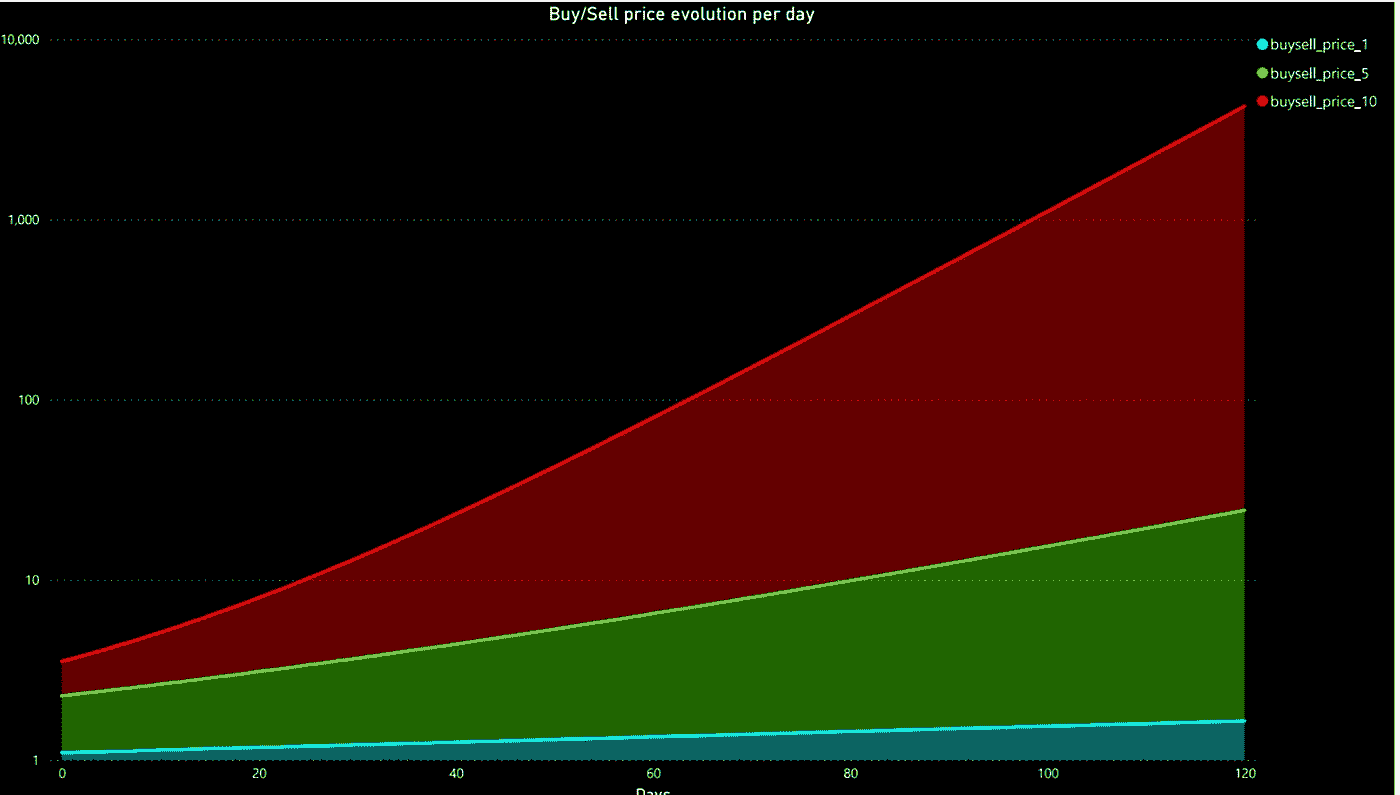 Buy/Sell price evolution per day
10,000
1,000
100
10
1
0 20 40 60 80 100 120
Days
buysell_price_1
buysell_price_5
buysell_price_10